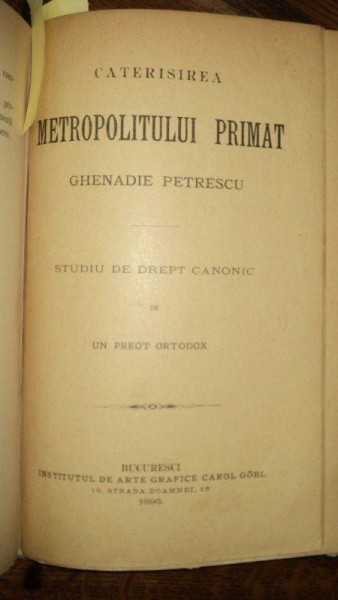 CATERISIREA
METROPOLITULUI PRIMAT
GHENADIE PETRESCU
STUDIU DE DREPT CANONIC
DE
UN PREOT ORTODOX
BUCURESCI
INSTITUTUL DE ARTE GRAFICE CAROL GÖBL
16, STRADA DOAMNEI, 16
1896.